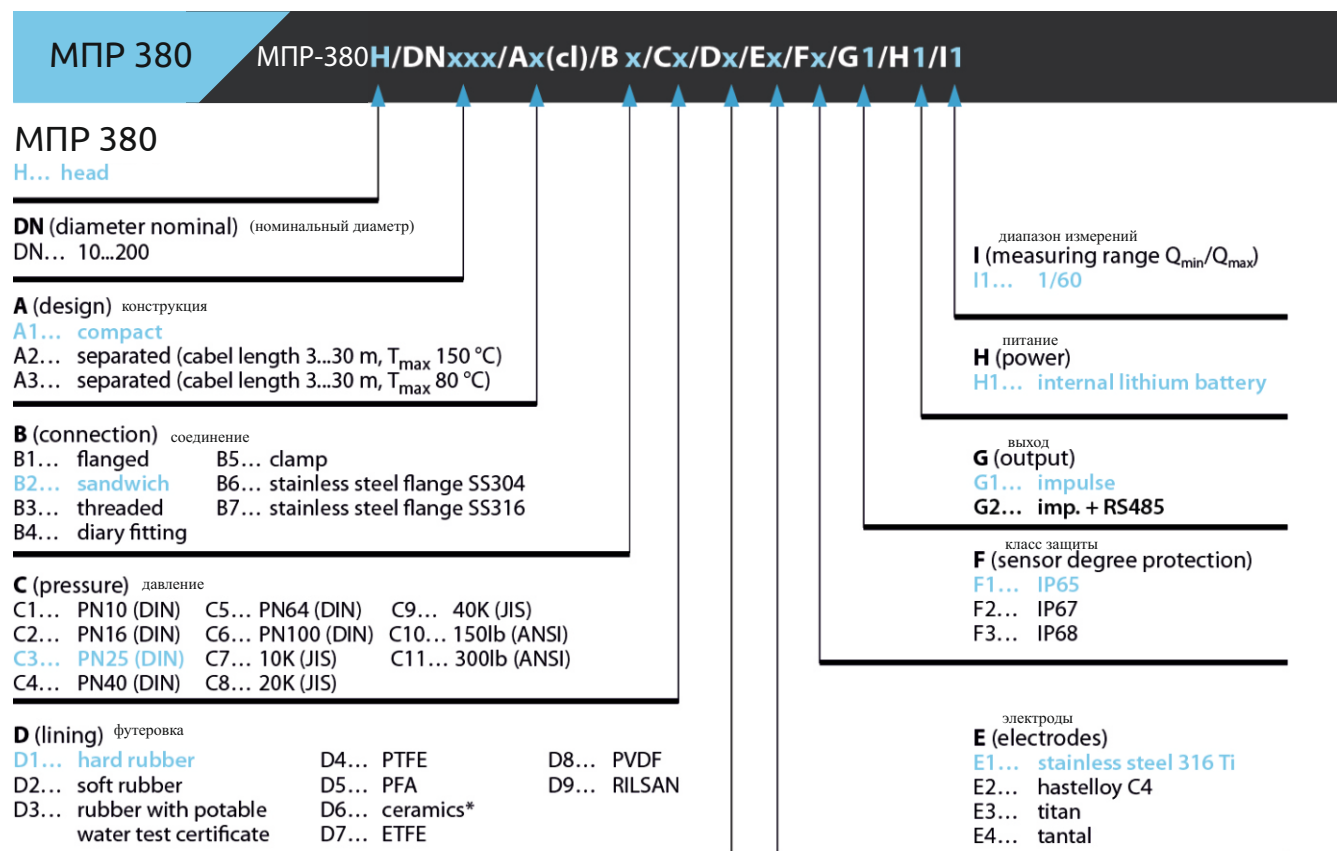 МПР 380
МПР-380H/DNxxx/Ax(cl)/B x/Cx/Dx/Ex/Fx/G1/H1/I1
МПР 380
H... head
DN (diameter nominal) (номинальный диаметр)
DN... 10...200
A (design) конструкция
A1... compact
A2... separated (cabel length 3...30 m, Tmax 150 °C)
A3... separated (cabel length 3...30 m, Tmax 80 °C)
B (connection) соединение
B1... flanged B5... clamp
B2... sandwich B6... stainless steel flange SS304
B3... threaded B7... stainless steel flange SS316
B4... diary fitting
C (pressure) давление
C1... PN10 (DIN) C5... PN64 (DIN) C9... 40K (JIS)
C2... PN16 (DIN) C6... PN100 (DIN) C10... 150lb (ANSI)
C3... PN25 (DIN) C7... 10K (JIS) C11... 300lb (ANSI)
C4... PN40 (DIN) C8... 20K (JIS)
D (lining) футеровка
D1... hard rubber D4... PTFE D8... PVDF
D2... soft rubber D5... PFA D9... RILSAN
D3... rubber with potable D6... ceramics*
water test certificate D7... ETFE
диапазон измерений
I (measuring range Qmin/Qmax)
I1... 1/60
питание
H (power)
H1... internal lithium battery
выход
G (output)
G1... impulse
G2... imp. + RS485
класс защиты
F (sensor degree protection)
F1... IP65
F2... IP67
F3... IP68
электроды
E (electrodes)
E1... stainless steel 316 Ti
E2... hastelloy C4
E3... titan
E4... tantal